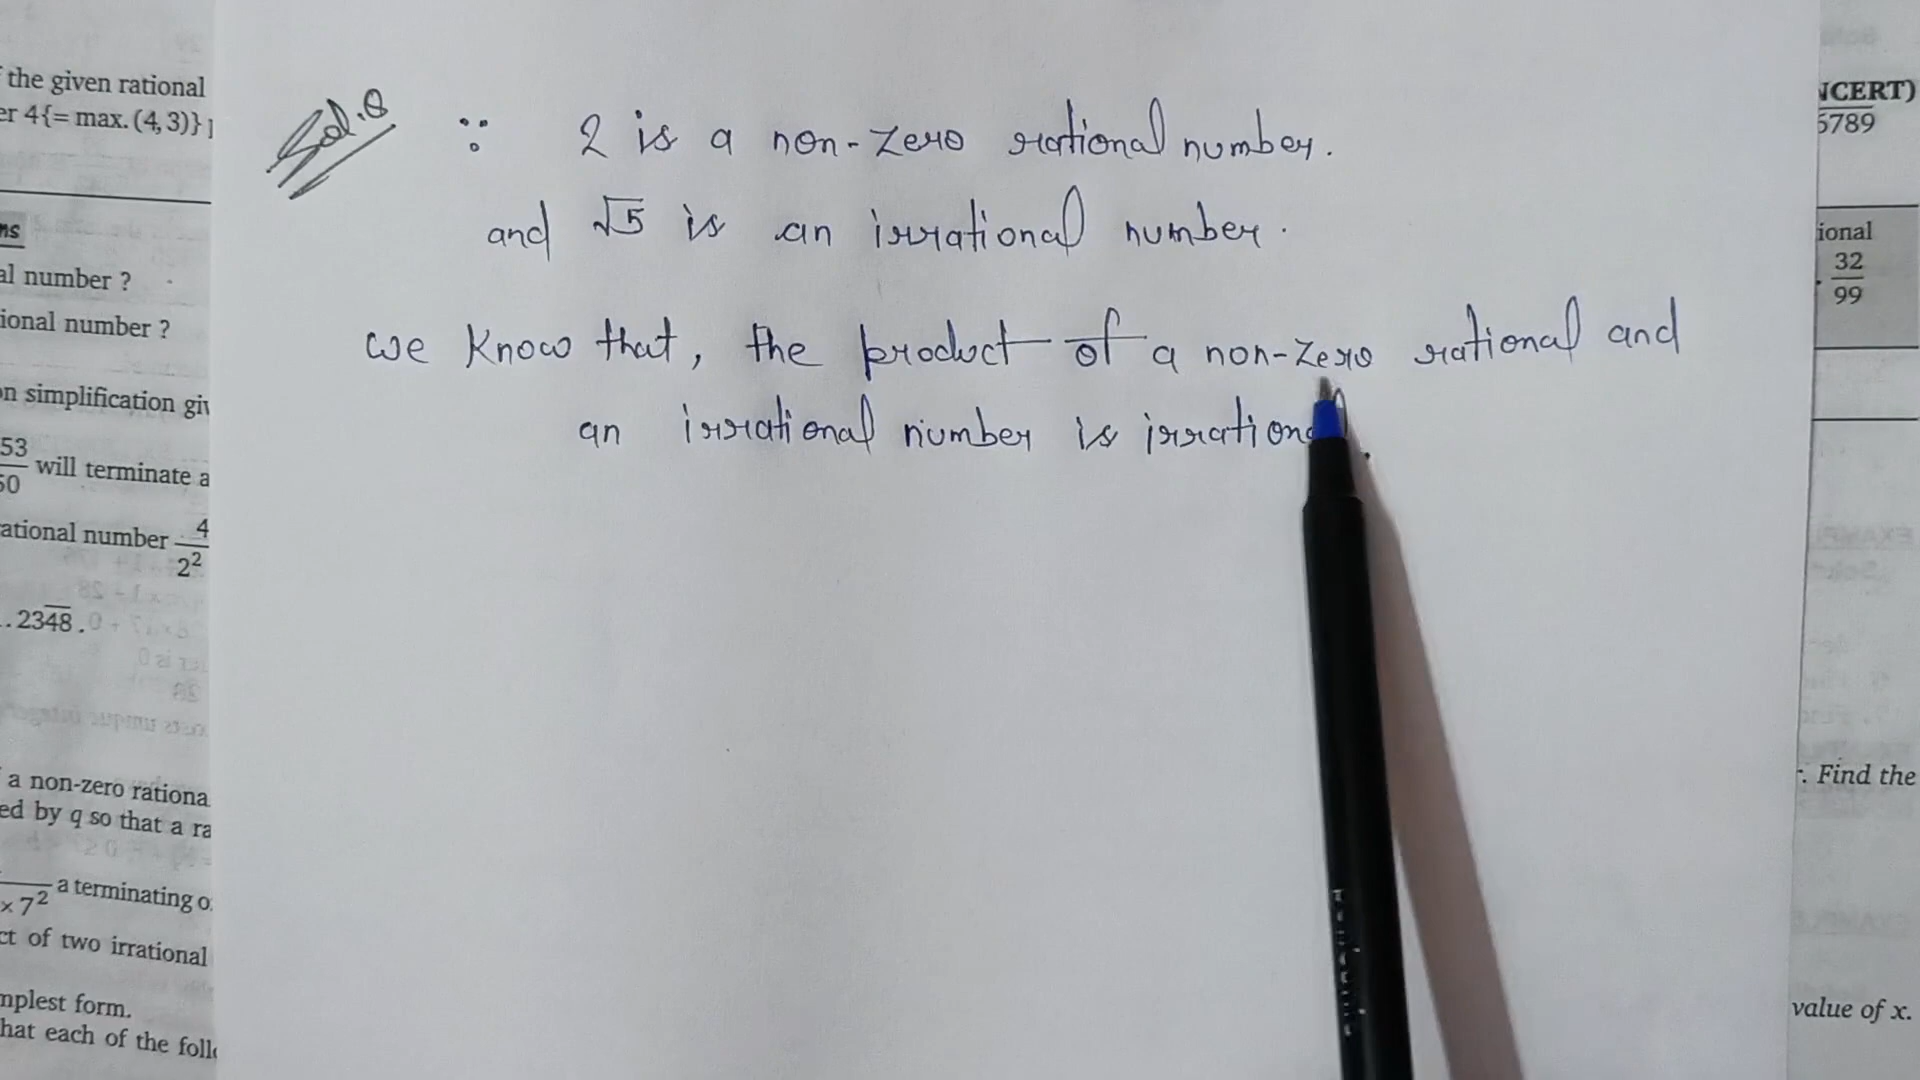 the given rational
er 4{= max. (4, 3)}
ns
al number ?
ional number ?
n simplification giv
53/50 will terminate a
ational number 4/2²
.2348.
a non-zero rationa
ed by q so that a ra
× 7² a terminating o
ct of two irrational
mplest form.
hat each of the foll
Sol.
∵ 2 is a non-zero rational number.
and √5 is an irrational number.
we know that, the product of a non-zero rational and
an irrational number is irrational.
NCERT)
6789
ional
32/99
Find the
value of x.